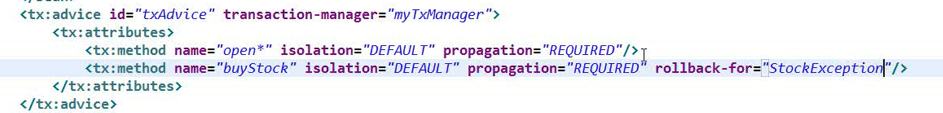 <tx:advice id="txAdvice" transaction-manager="myTxManager">
<tx:attributes>
<tx:method name="open*" isolation="DEFAULT" propagation="REQUIRED"/>
<tx:method name="buyStock" isolation="DEFAULT" propagation="REQUIRED" rollback-for="StockException"/>
</tx:attributes>
</tx:advice>